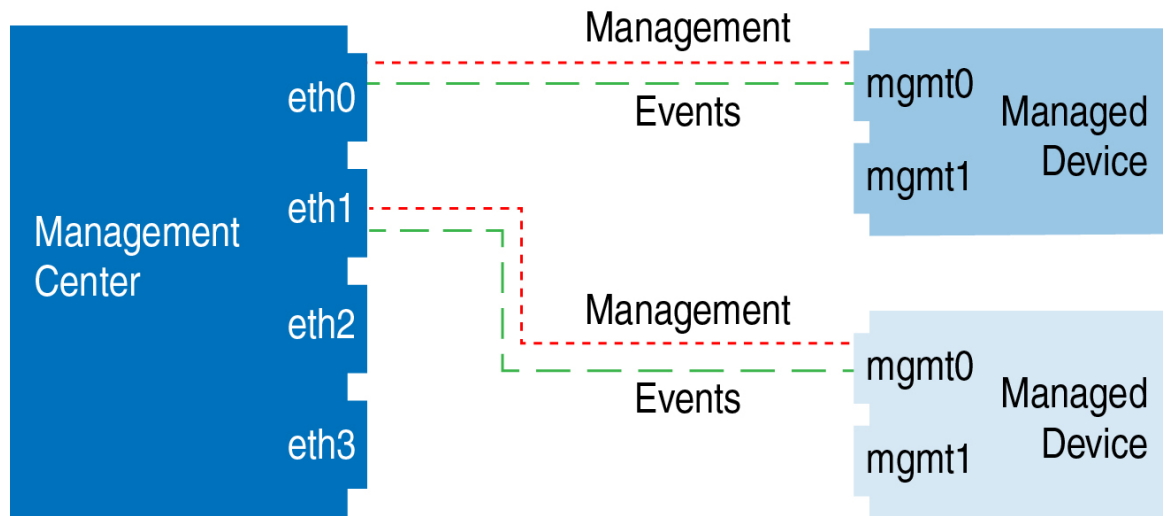 Management
Center
eth0
eth1
eth2
eth3
Management
Events
mgmt0
mgmt1
Managed
Device
Management
Events
mgmt0
mgmt1
Managed
Device